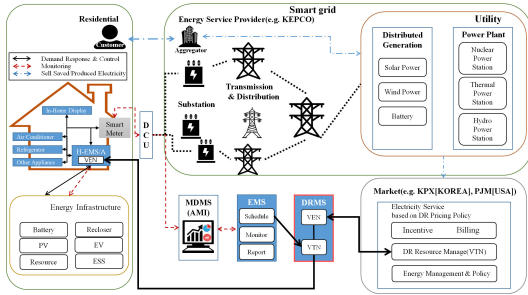 Residential
Customer
Demand Response & Control
Monitoring
Sell Saved Produced Electricity
In-Home Display
Smart
Meter
Air Conditioner
Refrigerator
Other Appliance
H-EMS/A
VEN
Energy Infrastructure
Battery
Recloser
PV
EV
Resource
ESS
D
C
U
Smart grid
Energy Service Provider(e.g. KEPCO)
Aggregator
Substation
Transmission
& Distribution
Utility
Distributed
Generation
Solar Power
Wind Power
Battery
Power Plant
Nuclear
Power
Station
Thermal
Power
Station
Hydro
Power
Station
MDMS
(AMI)
EMS
Schedule
Monitor
Report
DRMS
VEN
VTN
Market(e.g. KPX[KOREA], PJM[USA])
Electricity Service
based on DR Pricing Policy
Incentive
Billing
DR Resource Manage(VTN)
Energy Management & Policy